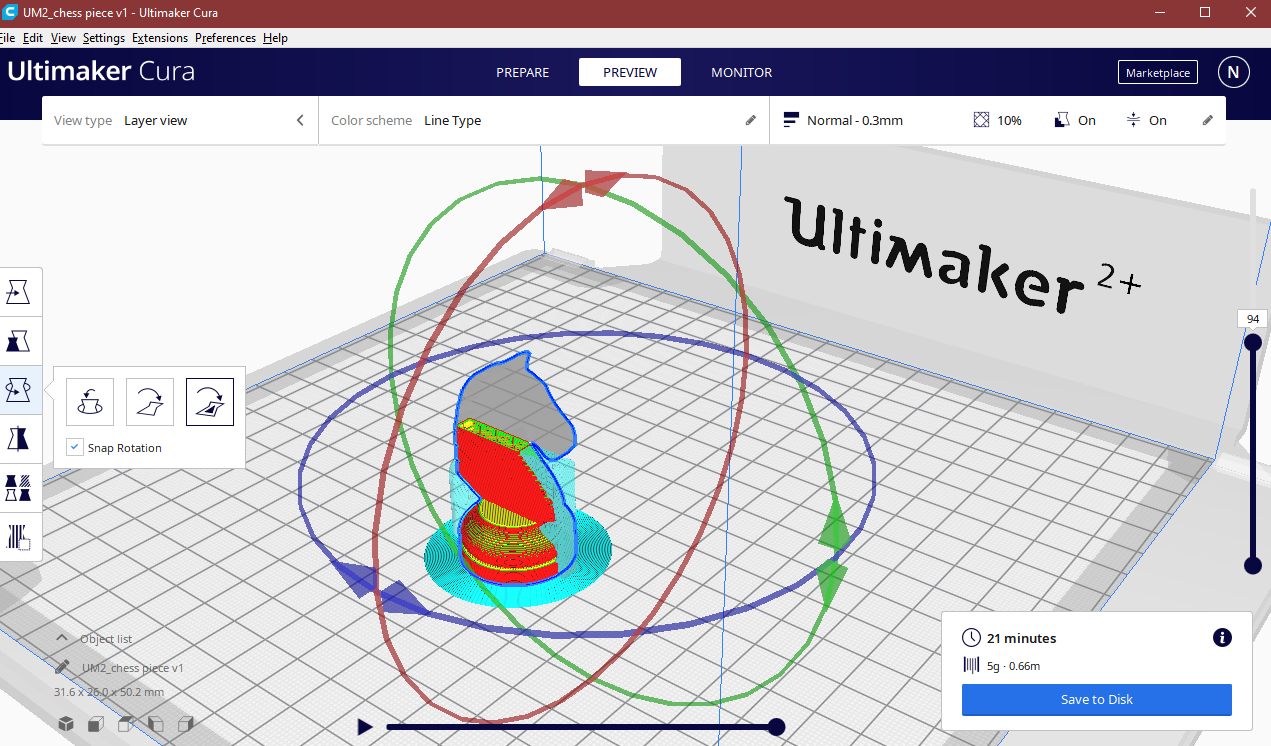 UM2_chess piece v1 - Ultimaker Cura
File Edit View Settings Extensions Preferences Help
Ultimaker Cura
PREPARE PREVIEW MONITOR
Marketplace N
View type Layer view
Color scheme Line Type
Normal - 0.3mm 10% On On
Ultimaker 2+
94
Snap Rotation
Object list
UM2_chess piece v1
31.6 x 26.0 x 50.2 mm
21 minutes
5g · 0.66m
Save to Disk